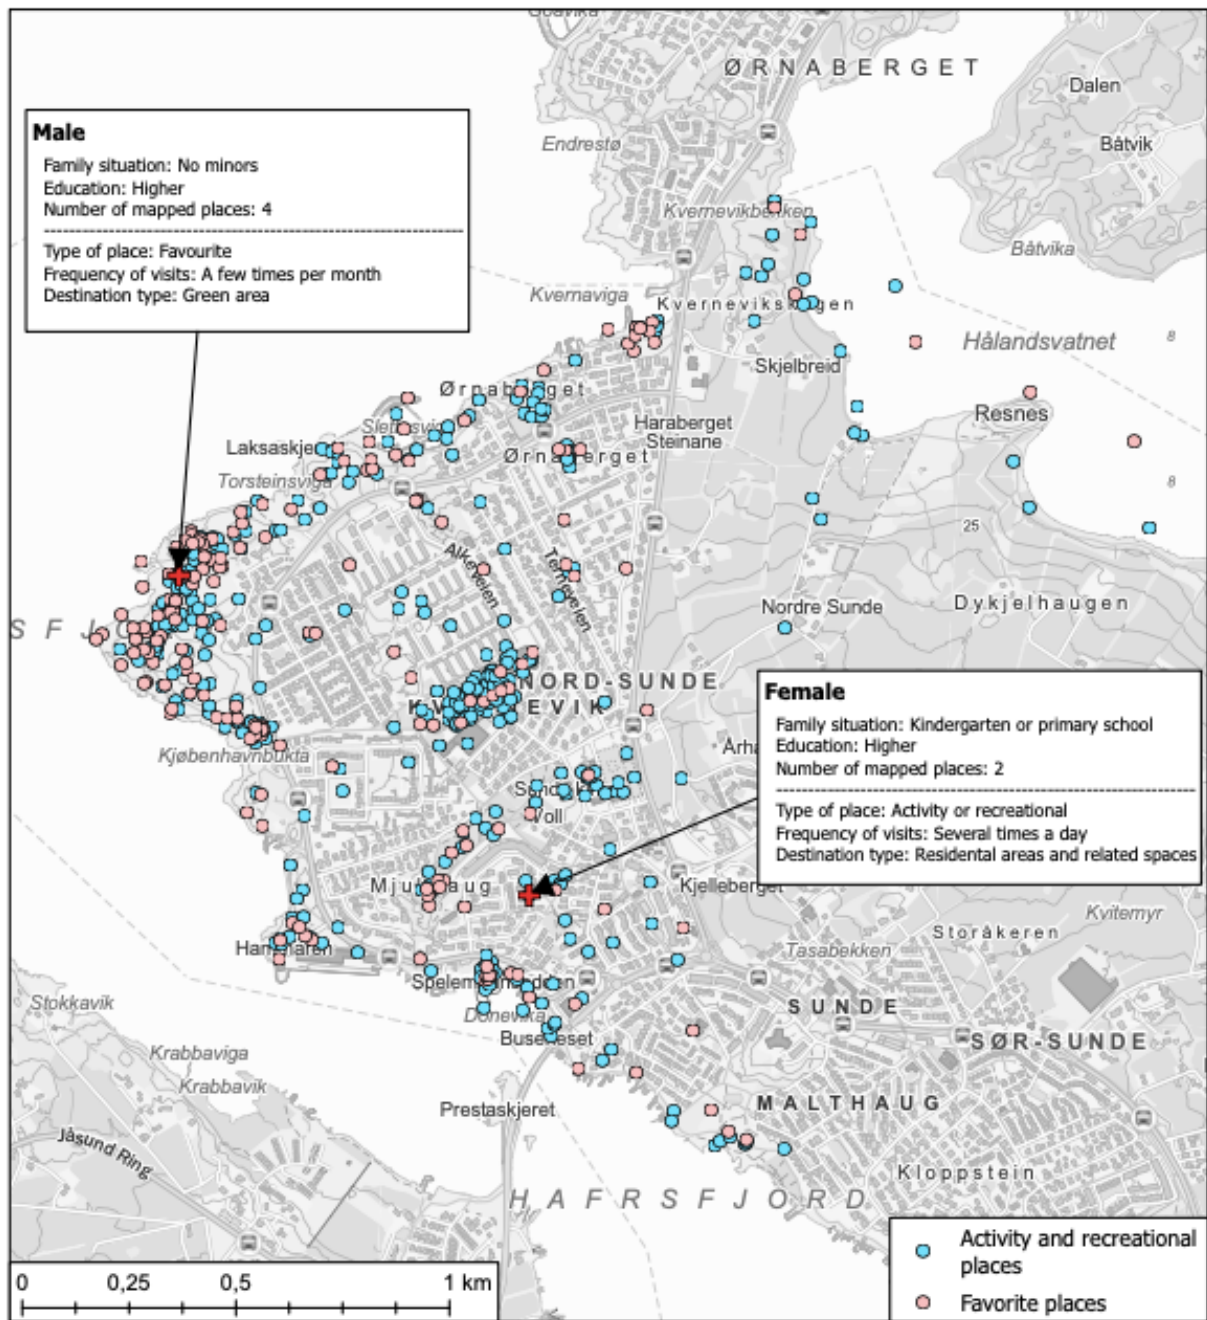 ØRNABERGET
Dalen
Båtvik
Endrestø
Male
Family situation: No minors
Education: Higher
Number of mapped places: 4
Type of place: Favourite
Frequency of visits: A few times per month
Destination type: Green area
Båtvika
Kvernaviga
Hålandsvatnet
8
Skjelbreid
Resnes
Haraberget
Steinane
Ørnaberget
Ørnaberget
Torsteinsviga
8
25
Alkeveien
Terneveien
Nordre Sunde
Dykjelhaugen
NORD-SUNDE
Kjøbenhavnbukta
Female
Family situation: Kindergarten or primary school
Education: Higher
Number of mapped places: 2
Type of place: Activity or recreational
Frequency of visits: Several times a day
Destination type: Residental areas and related spaces
Voll
Kjelleberget
Kvitemyr
Storåkeren
Tasabekken
Stokkavik
SUNDE
SØR-SUNDE
Krabbaviga
Krabbavik
Prestaskjeret
MALTHAUG
Jåsund Ring
Kloppstein
HAFRSFJORD
0 0,25 0,5 1 km
Activity and recreational
places
Favorite places